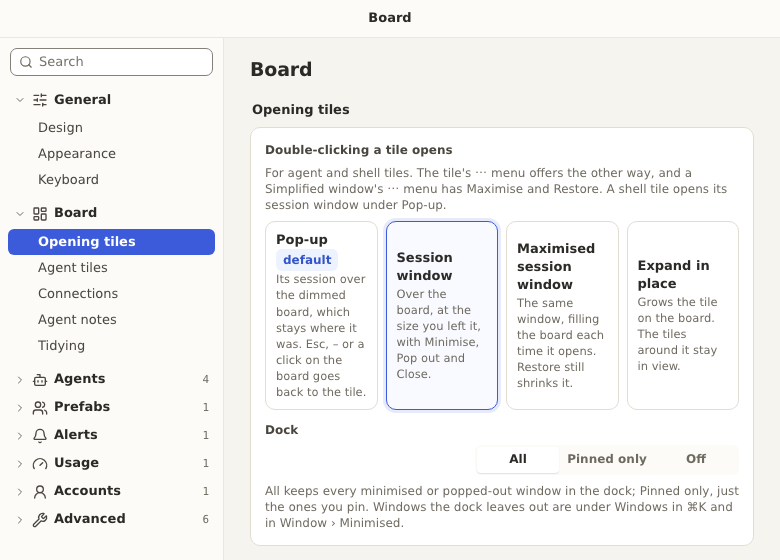 Board
Search
General
Design
Appearance
Keyboard
Board
Opening tiles
Agent tiles
Connections
Agent notes
Tidying
Agents 4
Prefabs 1
Alerts 1
Usage 1
Accounts 1
Advanced 6
Board
Opening tiles
Double-clicking a tile opens
For agent and shell tiles. The tile's ··· menu offers the other way, and a
Simplified window's ··· menu has Maximise and Restore. A shell tile opens its
session window under Pop-up.
Pop-up
default
Its session over
the dimmed
board, which
stays where it
was. Esc, – or a
click on the
board goes
back to the tile.
Session
window
Over the
board, at the
size you left it,
with Minimise,
Pop out and
Close.
Maximised
session
window
The same
window, filling
the board each
time it opens.
Restore still
shrinks it.
Expand in
place
Grows the tile
on the board.
The tiles
around it stay
in view.
Dock
All Pinned only Off
All keeps every minimised or popped-out window in the dock; Pinned only, just
the ones you pin. Windows the dock leaves out are under Windows in ⌘K and
in Window › Minimised.